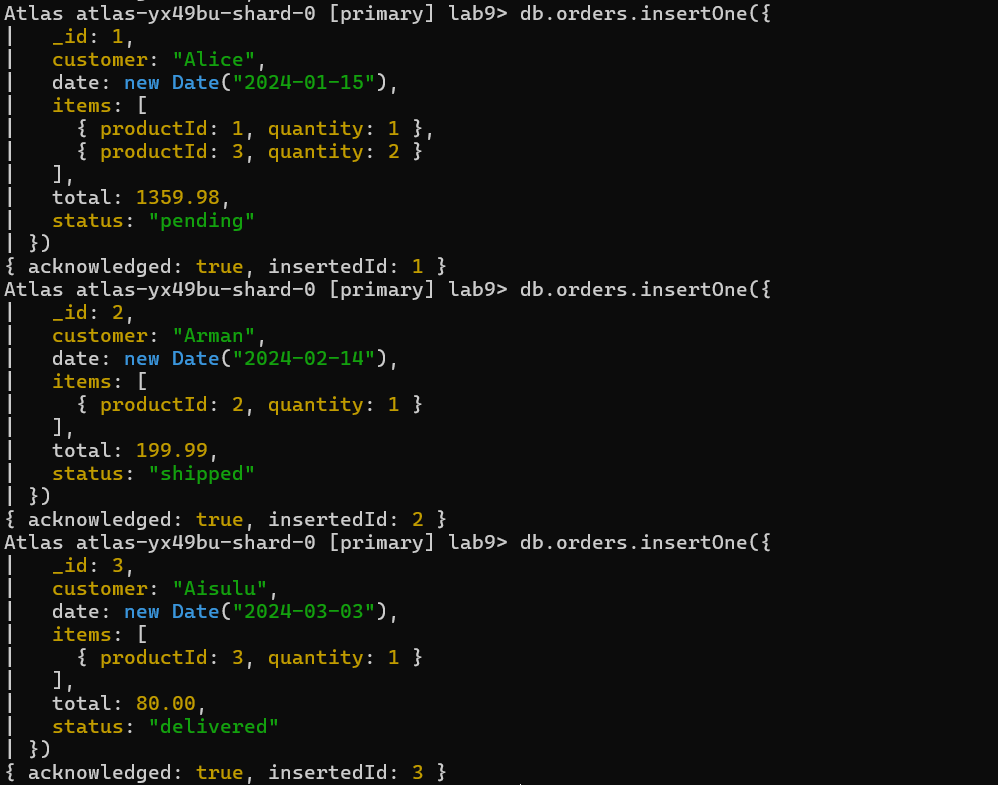 Atlas atlas-yx49bu-shard-0 [primary] lab9> db.orders.insertOne({
|   _id: 1,
|   customer: "Alice",
|   date: new Date("2024-01-15"),
|   items: [
|     { productId: 1, quantity: 1 },
|     { productId: 3, quantity: 2 }
|   ],
|   total: 1359.98,
|   status: "pending"
| })
{ acknowledged: true, insertedId: 1 }
Atlas atlas-yx49bu-shard-0 [primary] lab9> db.orders.insertOne({
|   _id: 2,
|   customer: "Arman",
|   date: new Date("2024-02-14"),
|   items: [
|     { productId: 2, quantity: 1 }
|   ],
|   total: 199.99,
|   status: "shipped"
| })
{ acknowledged: true, insertedId: 2 }
Atlas atlas-yx49bu-shard-0 [primary] lab9> db.orders.insertOne({
|   _id: 3,
|   customer: "Aisulu",
|   date: new Date("2024-03-03"),
|   items: [
|     { productId: 3, quantity: 1 }
|   ],
|   total: 80.00,
|   status: "delivered"
| })
{ acknowledged: true, insertedId: 3 }